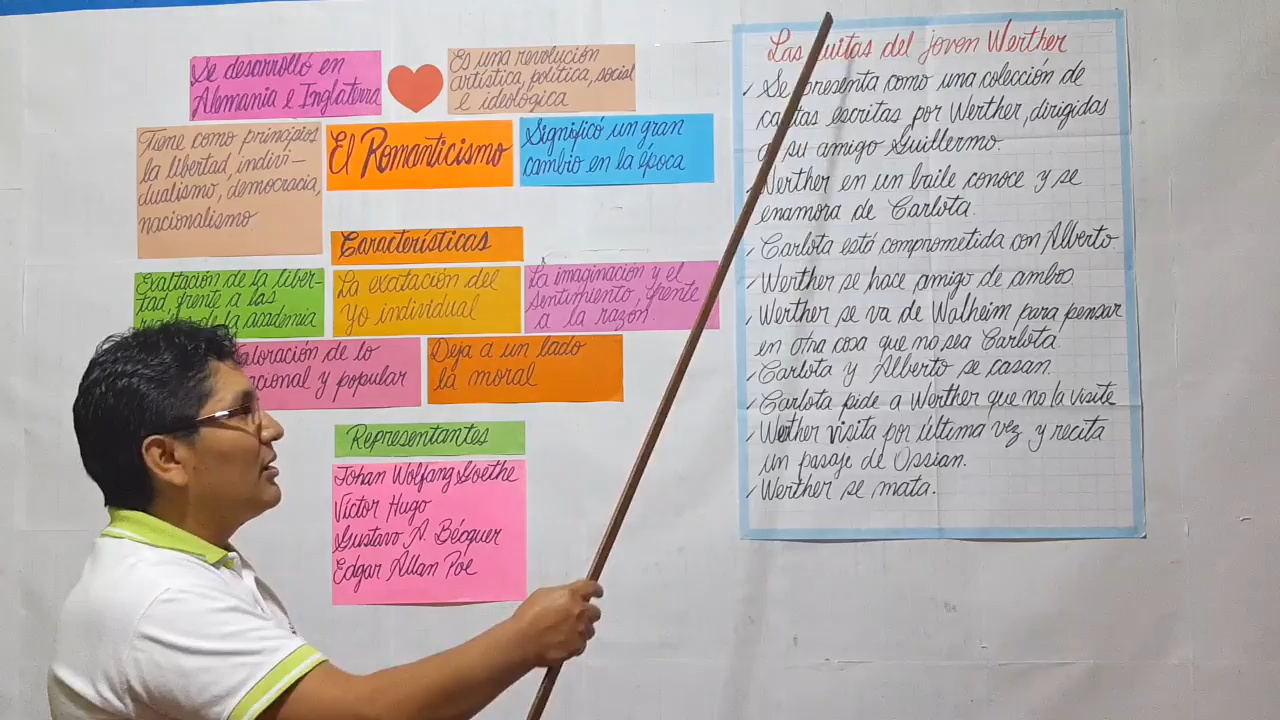 Se desarrolló en
Alemania e Inglaterra
Es una revolución
artística, política, social
e ideológica
Tiene como principios
la libertad, indivi-
dualismo, democracia,
nacionalismo.
El Romanticismo
Significó un gran
cambio en la época
Características
Exaltación de la liber-
tad, frente a las
de la academia
La exaltación del
Yo individual
La imaginación y el
sentimiento, frente
a la razón.
de lo
y popular
Deja a un lado
la moral
Representantes
Johan Wolfang Goethe
Víctor Hugo
Gustavo A. Bécquer
Edgar Allan Poe
Las cuitas del joven Werther
✓ Se presenta como una colección de
cartas escritas por Werther, dirigidas
a su amigo Guillermo.
Werther en un baile conoce y se
enamora de Carlota.
✓ Carlota está comprometida con Alberto.
✓ Werther se hace amigo de ambos
✓ Werther se va de Walheim para pensar
en otra cosa que no sea Carlota
✓ Carlota y Alberto se casan.
✓ Carlota pide a Werther que no la visite
✓ Werther visita por última vez y recita
un pasaje de Ossian.
✓ Werther se mata.